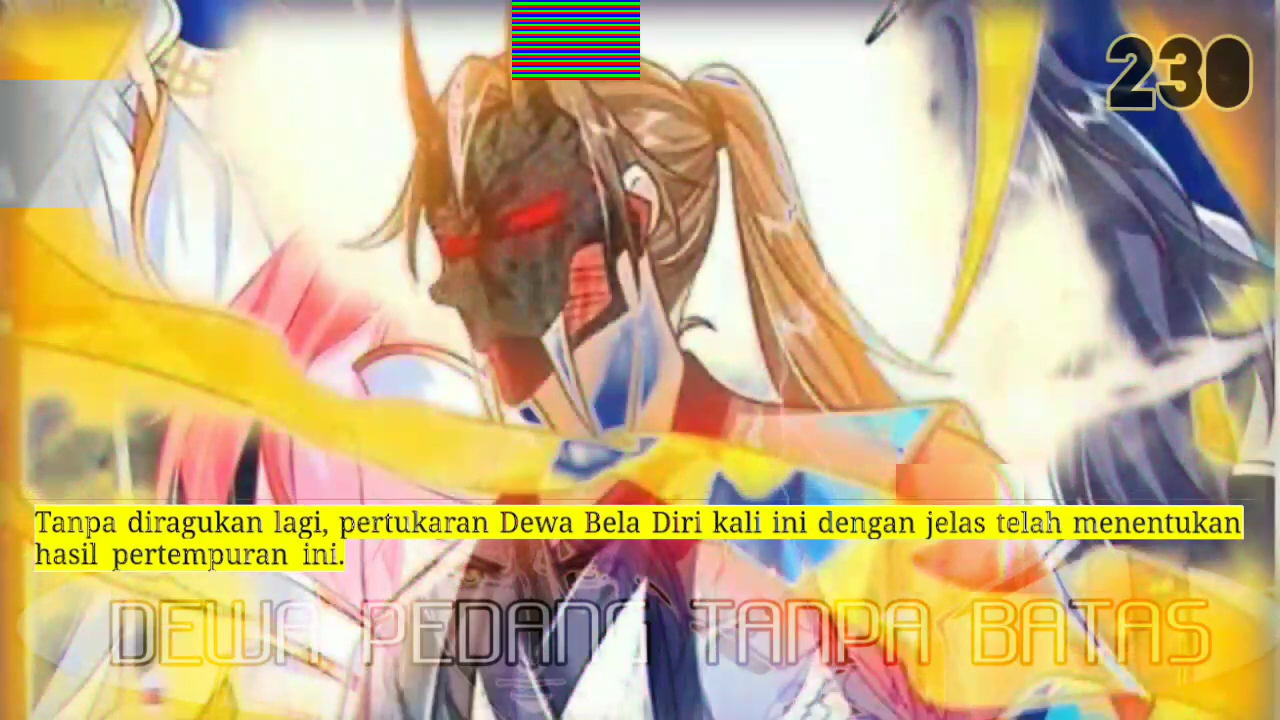 230
Tanpa diragukan lagi, pertukaran Dewa Bela Diri kali ini dengan jelas telah menentukan
hasil pertempuran ini.
DEWA PEDANG TANPA BATAS